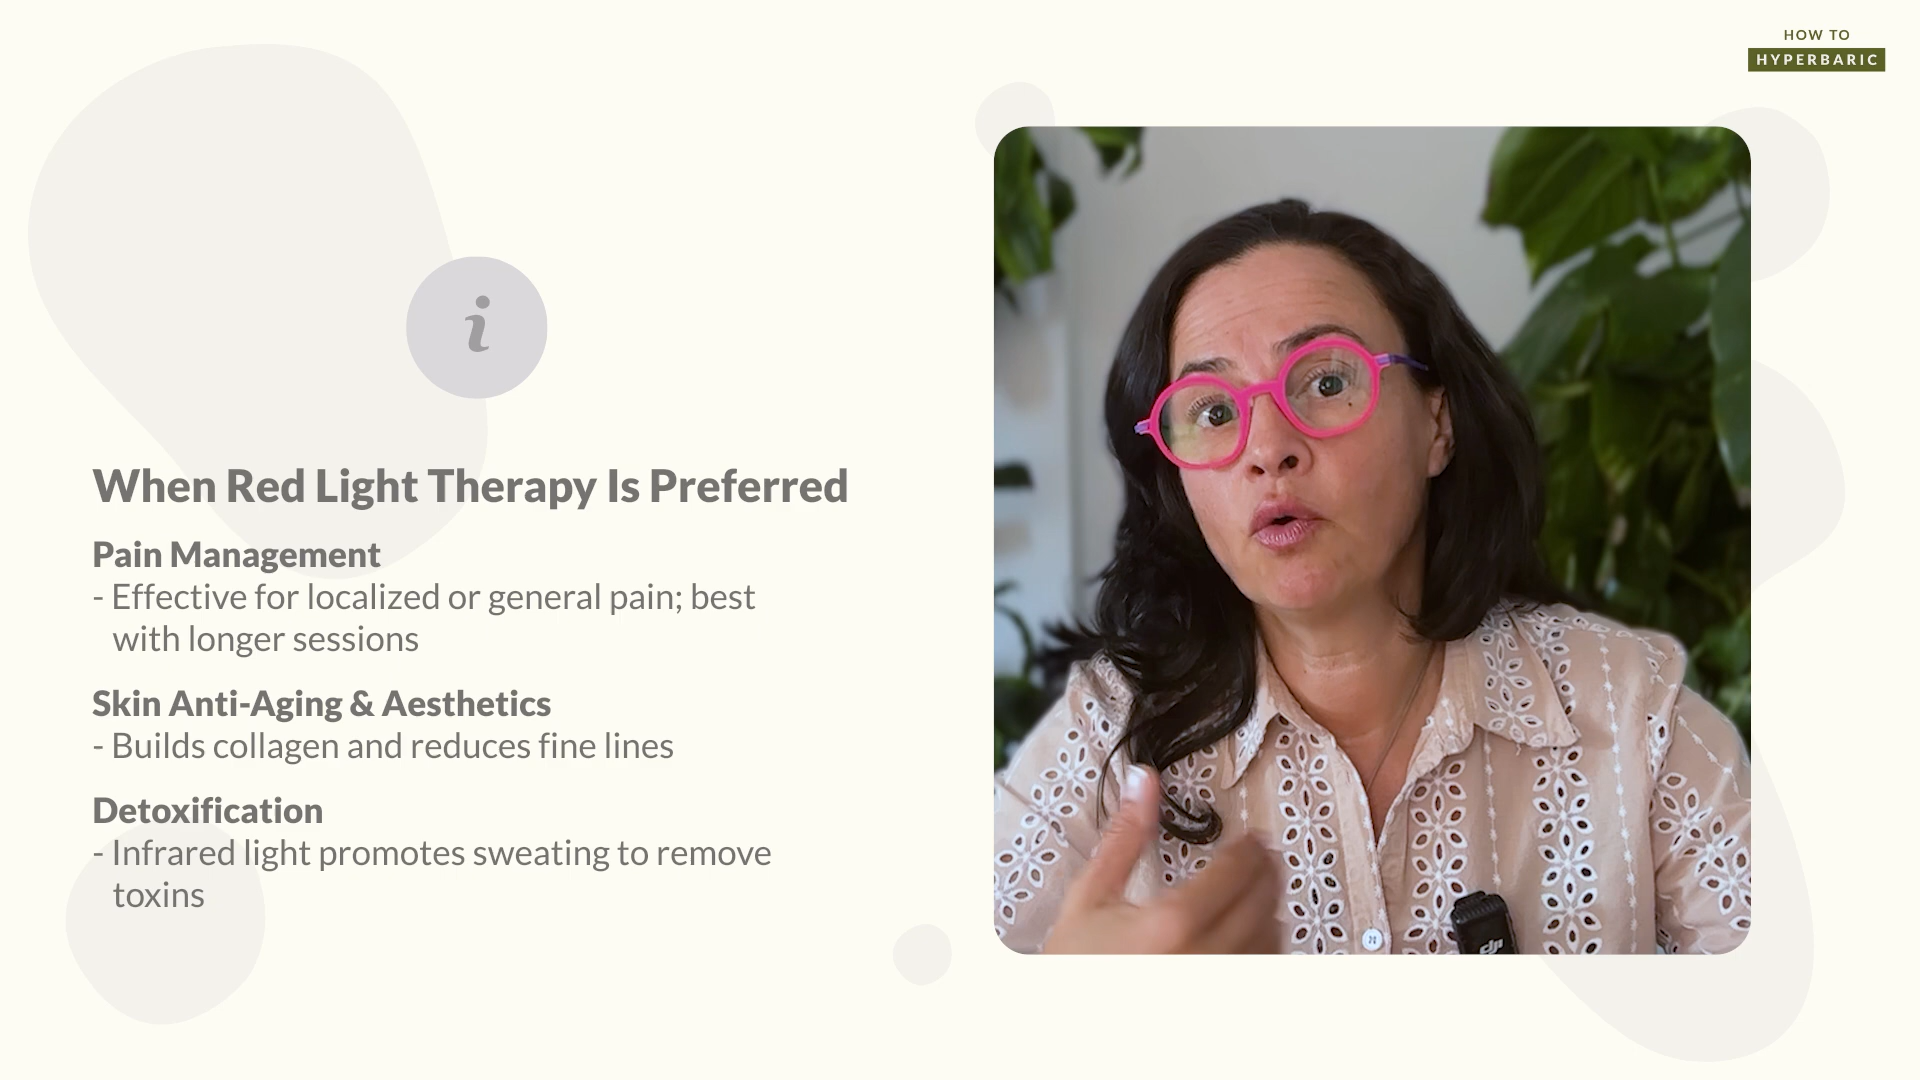 HOW TO
HYPERBARIC
i
When Red Light Therapy Is Preferred
Pain Management
- Effective for localized or general pain; best
with longer sessions
Skin Anti-Aging & Aesthetics
- Builds collagen and reduces fine lines
Detoxification
- Infrared light promotes sweating to remove
toxins
dji